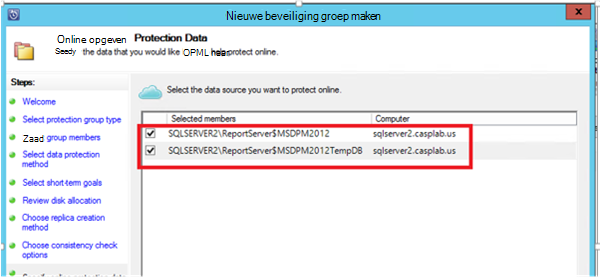 Nieuwe beveiliging groep maken
Online opgeven Protection Data
Seedy the data that you would like OPML naar help protect online.
Steps:
Welcome
Select protection group type
Zaad group members
Select data protection
method
Select short-term goals
Review disk allocation
Choose replica creation
method
Choose consistency check
options
Select the data source you want to protect online.
Selected members Computer
SQLSERVER2\ReportServer$MSDPM2012 sqlserver2.casplab.us
SQLSERVER2\ReportServer$MSDPM2012TempDB sqlserver2.casplab.us